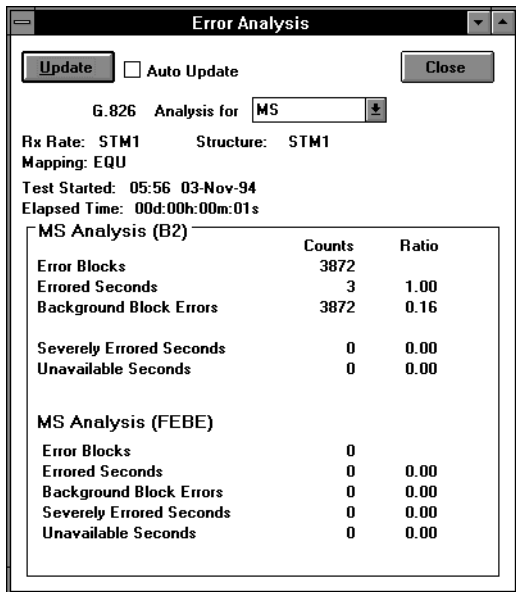 Error Analysis
Update Auto Update Close
G.826 Analysis for MS
Rx Rate: STM1 Structure: STM1
Mapping: EQU
Test Started: 05:56 03-Nov-94
Elapsed Time: 00d:00h:00m:01s
MS Analysis (B2)
Counts Ratio
Error Blocks 3872
Errored Seconds 3 1.00
Background Block Errors 3872 0.16
Severely Errored Seconds 0 0.00
Unavailable Seconds 0 0.00
MS Analysis (FEBE)
Error Blocks 0
Errored Seconds 0 0.00
Background Block Errors 0 0.00
Severely Errored Seconds 0 0.00
Unavailable Seconds 0 0.00